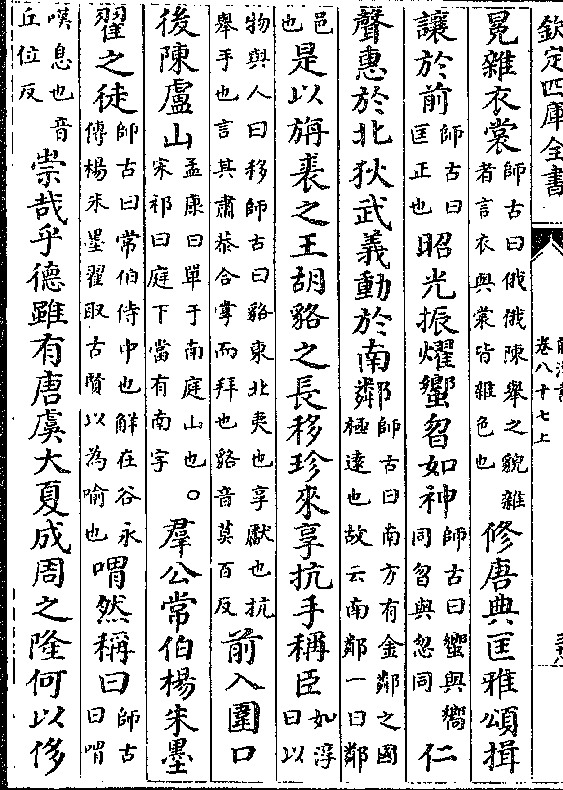 欽定四庫全書
卷八十七上
冕雜衣裳師古曰俄俄陳舉之貌雜者言衣與裳皆雜色也修唐典匡雅頌揖
讓於前師古曰匡正也昭光振燿蠁曶如神師古曰蠁與嚮同曶與忽同仁
聲惠於北狄武義動於南鄰師古曰南方有金鄰之國極遠也故云南鄰一曰鄰
邑也是以旃裘之王胡貉之長移珍來享抗手稱臣如淳曰以
物與人曰移師古曰貉東北夷也享獻也抗舉手也言其肅恭合掌而拜也貉音莫百反前入圍口
後陳盧山孟康曰單于南庭山也○宋祁曰庭下當有南字羣公常伯楊朱墨
翟之徒師古曰常伯侍中也解在谷永傳楊朱墨翟取古賢以為喻也喟然稱曰師古曰喟
嘆息也音丘位反崇哉乎德雖有唐虞大夏成周之隆何以侈